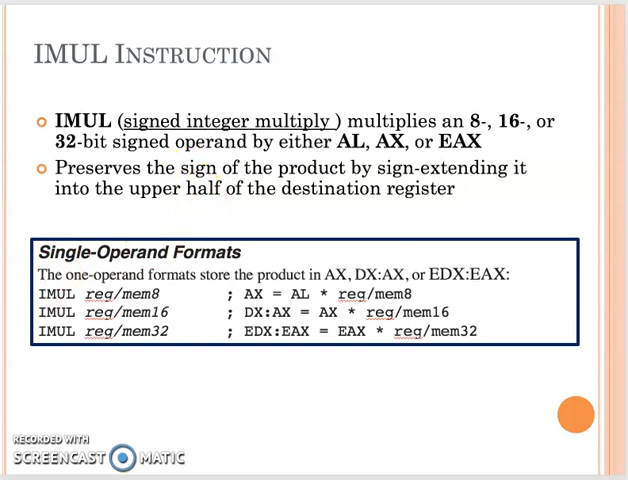 IMUL INSTRUCTION
IMUL (signed integer multiply ) multiplies an 8-, 16-, or
32-bit signed operand by either AL, AX, or EAX
Preserves the sign of the product by sign-extending it
into the upper half of the destination register
Single-Operand Formats
The one-operand formats store the product in AX, DX:AX, or EDX:EAX:
IMUL reg/mem8 ; AX = AL * reg/mem8
IMUL reg/mem16 ; DX:AX = AX * reg/mem16
IMUL reg/mem32 ; EDX:EAX = EAX * reg/mem32
RECORDED WITH
SCREENCAST MATIC